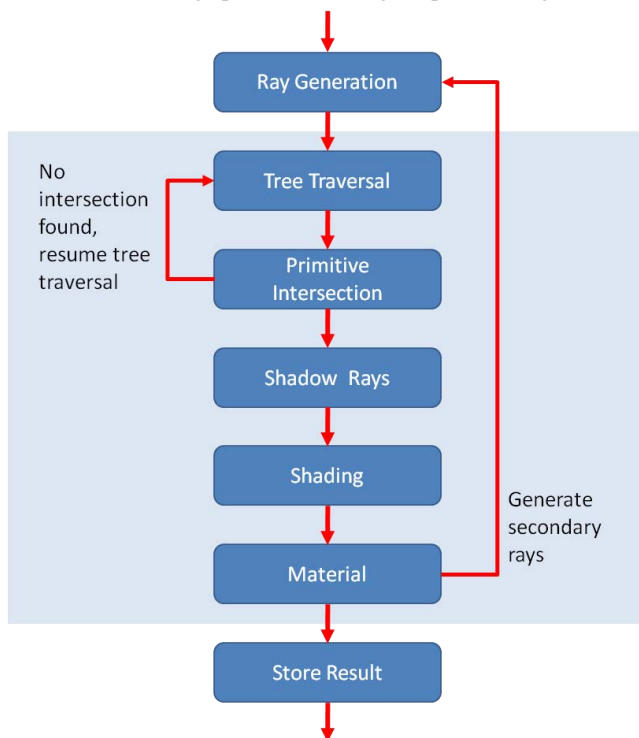 Ray Generation
No
intersection
found,
resume tree
traversal
Tree Traversal
Primitive
Intersection
Shadow Rays
Shading
Generate
secondary
rays
Material
Store Result